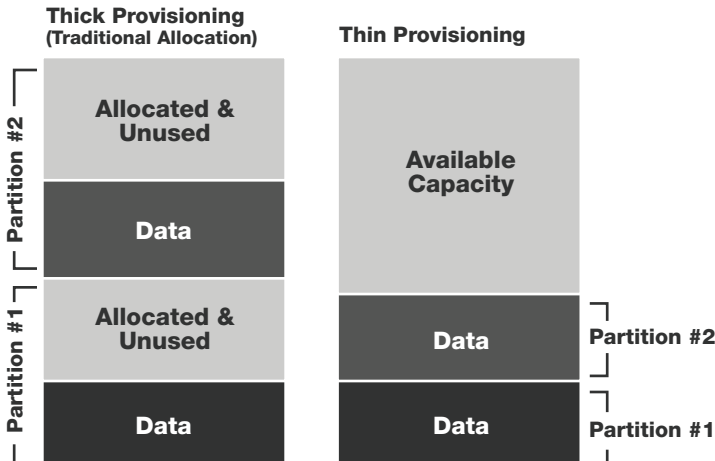 Thick Provisioning
(Traditional Allocation)
Thin Provisioning
Partition #2
Allocated &
Unused
Data
Partition #1
Allocated &
Unused
Data
Available
Capacity
Data
Partition #2
Data
Partition #1